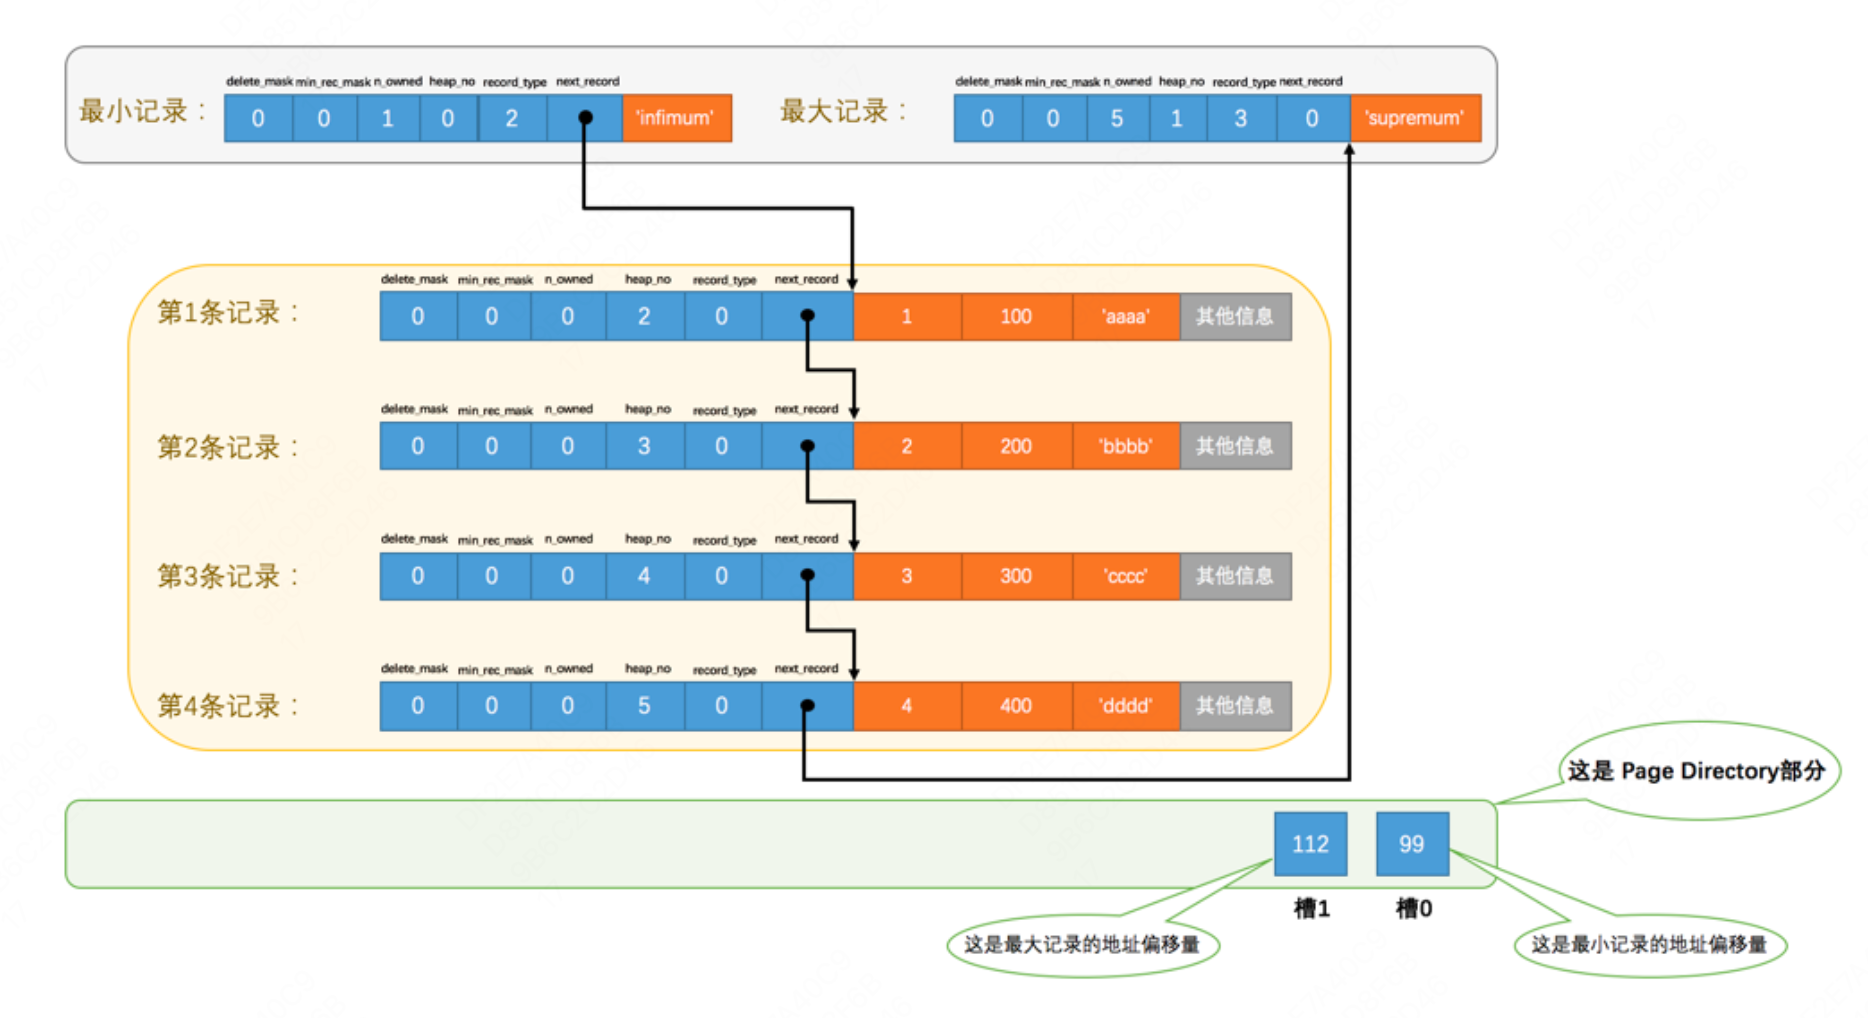 delete_mask min_rec_mask n_owned heap_no record_type next_record
最小记录： 0 0 1 0 2 'infimum'
delete_mask min_rec_mask n_owned heap_no record_type next_record
最大记录： 0 0 5 1 3 0 'supremum'
delete_mask min_rec_mask n_owned heap_no record_type next_record
第1条记录： 0 0 0 2 0 1 100 'aaaa' 其他信息
delete_mask min_rec_mask n_owned heap_no record_type next_record
第2条记录： 0 0 0 3 0 2 200 'bbbb' 其他信息
delete_mask min_rec_mask n_owned heap_no record_type next_record
第3条记录： 0 0 0 4 0 3 300 'cccc' 其他信息
delete_mask min_rec_mask n_owned heap_no record_type next_record
第4条记录： 0 0 0 5 0 4 400 'dddd' 其他信息
这是 Page Directory部分
112 99
槽1 槽0
这是最大记录的地址偏移量
这是最小记录的地址偏移量